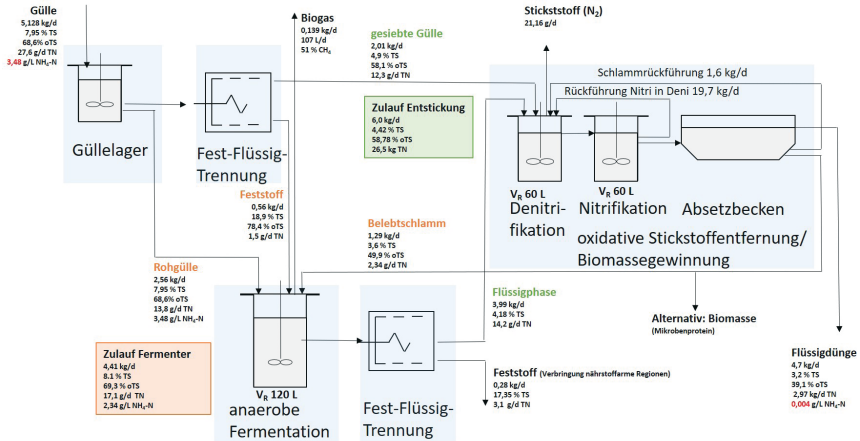 Gülle
5,128 kg/d
7,95 % TS
68,6% oTS
27,6 g/d TN
3,48 g/L NH₄-N
Güllelager
Fest-Flüssig-
Trennung
Biogas
0,139 kg/d
107 L/d
51 % CH₄
gesiebte Gülle
2,01 kg/d
4,9 % TS
58,1 % oTS
12,3 g/d TN
Stickststoff (N₂)
21,16 g/d
Schlammrückführung 1,6 kg/d
Rückführung Nitri in Deni 19,7 kg/d
Zulauf Entstickung
6,0 kg/d
4,42 % TS
58,78 % oTS
26,5 kg TN
V_R 60 L
Denitri-
fikation
V_R 60 L
Nitrifikation
Absetzbecken
oxidative Stickstoffentfernung/
Biomassegewinnung
Feststoff
0,56 kg/d
18,9 % TS
78,4 % oTS
1,5 g/d TN
Belebtschlamm
1,29 kg/d
3,6 % TS
49,9 % oTS
2,34 g/d TN
Rohgülle
2,56 kg/d
7,95 % TS
68,6% oTS
13,8 g/d TN
3,48 g/L NH₄-N
Flüssigphase
3,99 kg/d
4,18 % TS
14,2 g/d TN
Alternativ: Biomasse
(Mikrobenprotein)
Zulauf Fermenter
4,41 kg/d
8.1 % TS
69,3 % oTS
17,1 g/d TN
2,34 g/L NH₄-N
V_R 120 L
anaerobe
Fermentation
Fest-Flüssig-
Trennung
Feststoff (Verbringung nährstoffarme Regionen)
0,28 kg/d
17,35 % TS
3,1 g/d TN
Flüssigdünge
4,7 kg/d
3,2 % TS
39,1 % oTS
2,97 kg/d TN
0,004 g/L NH₄-N